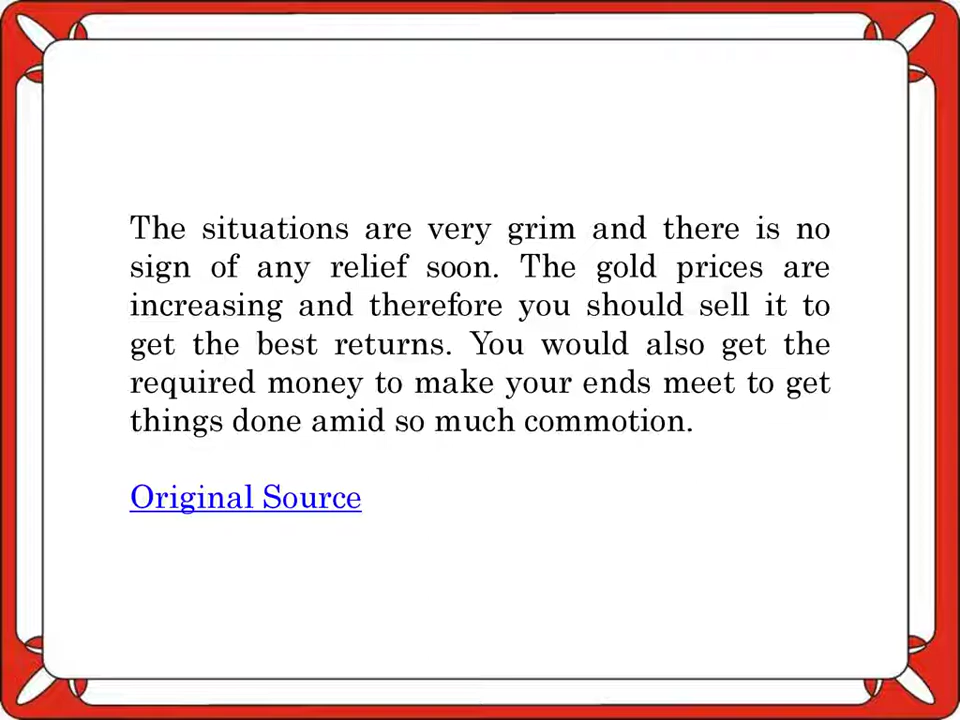 The situations are very grim and there is no
sign of any relief soon. The gold prices are
increasing and therefore you should sell it to
get the best returns. You would also get the
required money to make your ends meet to get
things done amid so much commotion.
Original Source